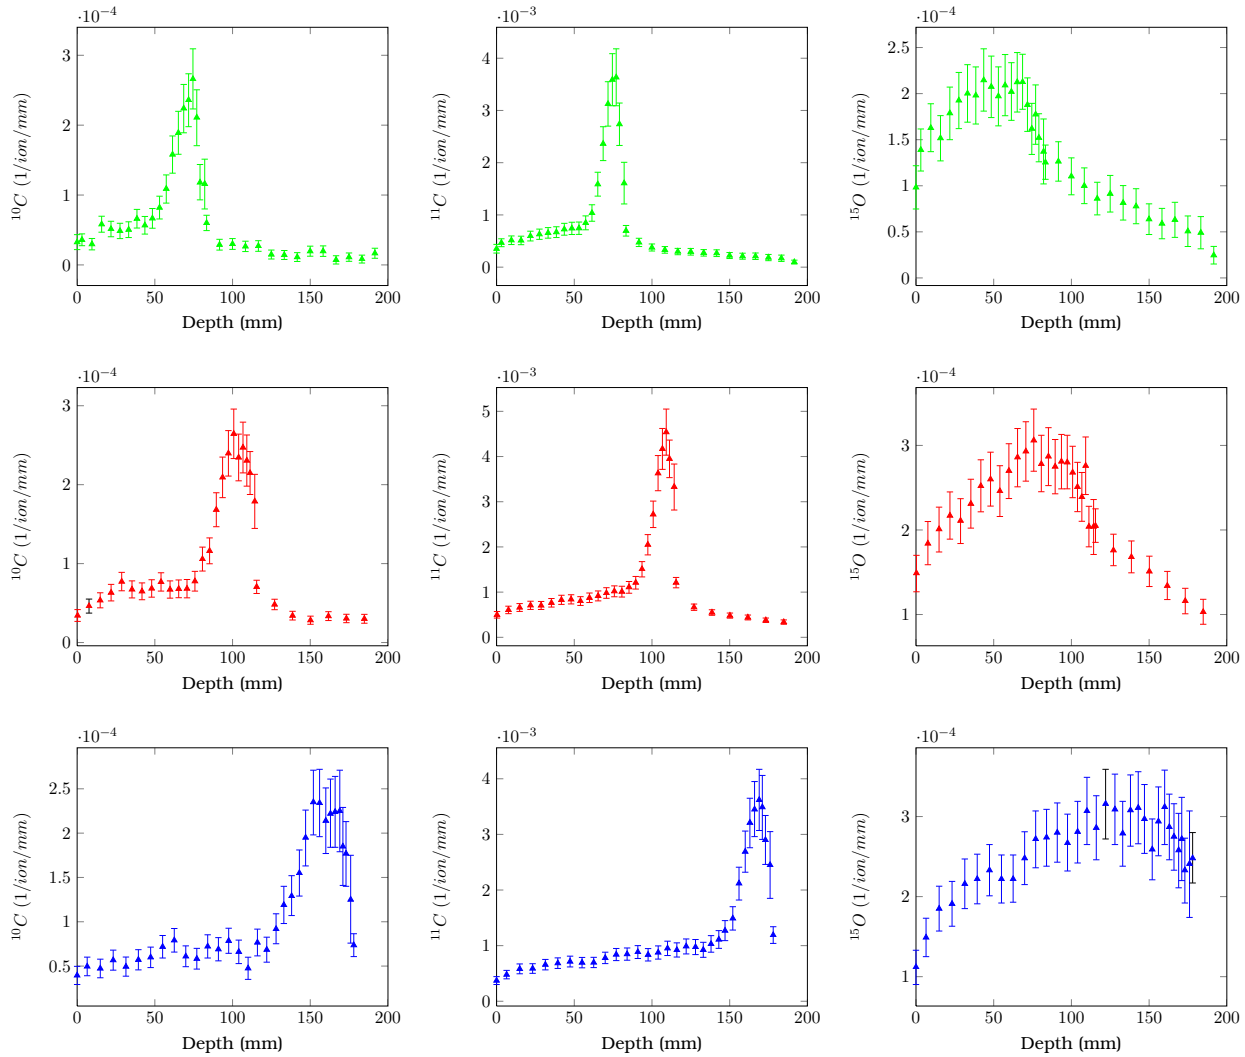 ·10⁻⁴ ·10⁻³ ·10⁻⁴
¹⁰C (1/ion/mm) 3 2 1 0
¹¹C (1/ion/mm) 4 3 2 1 0
¹⁵O (1/ion/mm) 2.5 2 1.5 1 0.5 0
0 50 100 150 200 0 50 100 150 200 0 50 100 150 200
Depth (mm) Depth (mm) Depth (mm)
·10⁻⁴ ·10⁻³ ·10⁻⁴
¹⁰C (1/ion/mm) 3 2 1 0
¹¹C (1/ion/mm) 5 4 3 2 1 0
¹⁵O (1/ion/mm) 3 2 1
0 50 100 150 200 0 50 100 150 200 0 50 100 150 200
Depth (mm) Depth (mm) Depth (mm)
·10⁻⁴ ·10⁻³ ·10⁻⁴
¹⁰C (1/ion/mm) 2.5 2 1.5 1 0.5
¹¹C (1/ion/mm) 4 3 2 1 0
¹⁵O (1/ion/mm) 3 2 1
0 50 100 150 200 0 50 100 150 200 0 50 100 150 200
Depth (mm) Depth (mm) Depth (mm)